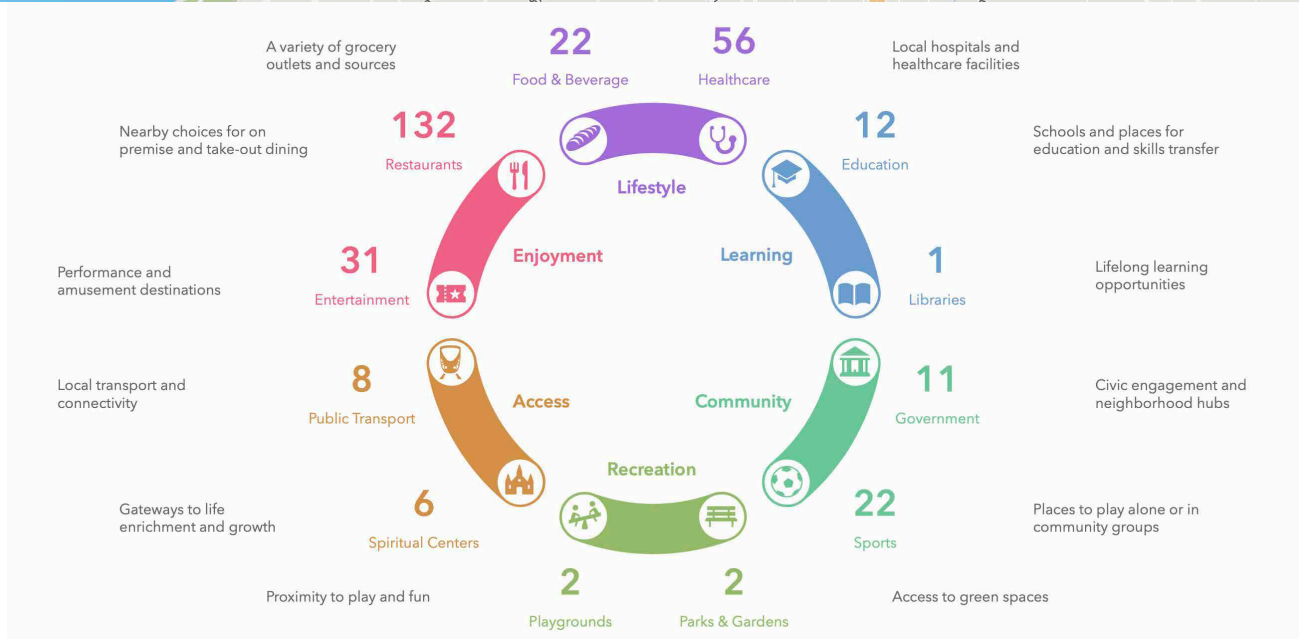 22
Food & Beverage
A variety of grocery
outlets and sources
56
Healthcare
Local hospitals and
healthcare facilities
132
Restaurants
Nearby choices for on
premise and take-out dining
12
Education
Schools and places for
education and skills transfer
Lifestyle
Enjoyment
Learning
31
Entertainment
Performance and
amusement destinations
1
Libraries
Lifelong learning
opportunities
8
Public Transport
Local transport and
connectivity
Access
Community
11
Government
Civic engagement and
neighborhood hubs
Recreation
6
Spiritual Centers
Gateways to life
enrichment and growth
22
Sports
Places to play alone or in
community groups
2
Playgrounds
Proximity to play and fun
2
Parks & Gardens
Access to green spaces